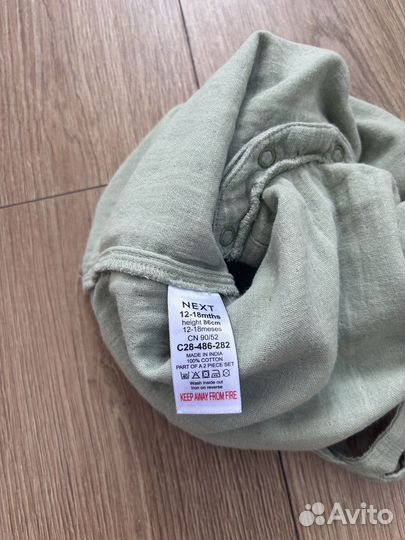 NEXT
12-18mths
height 86cm
12-18meses
CN 90/52
C28-486-282
MADE IN INDIA
100% COTTON
PART OF A 2 PIECE SET
Wash inside out
Iron on reverse
KEEP AWAY FROM FIRE
Avito